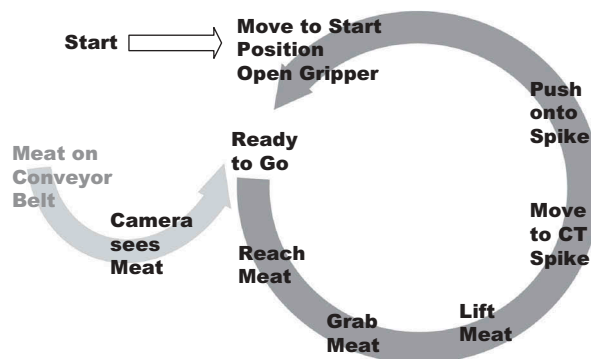 Start
Move to Start
Position
Open Gripper
Ready
to Go
Meat on
Conveyor
Belt
Camera
sees
Meat
Reach
Meat
Grab
Meat
Lift
Meat
Move
to CT
Spike
Push
onto
Spike